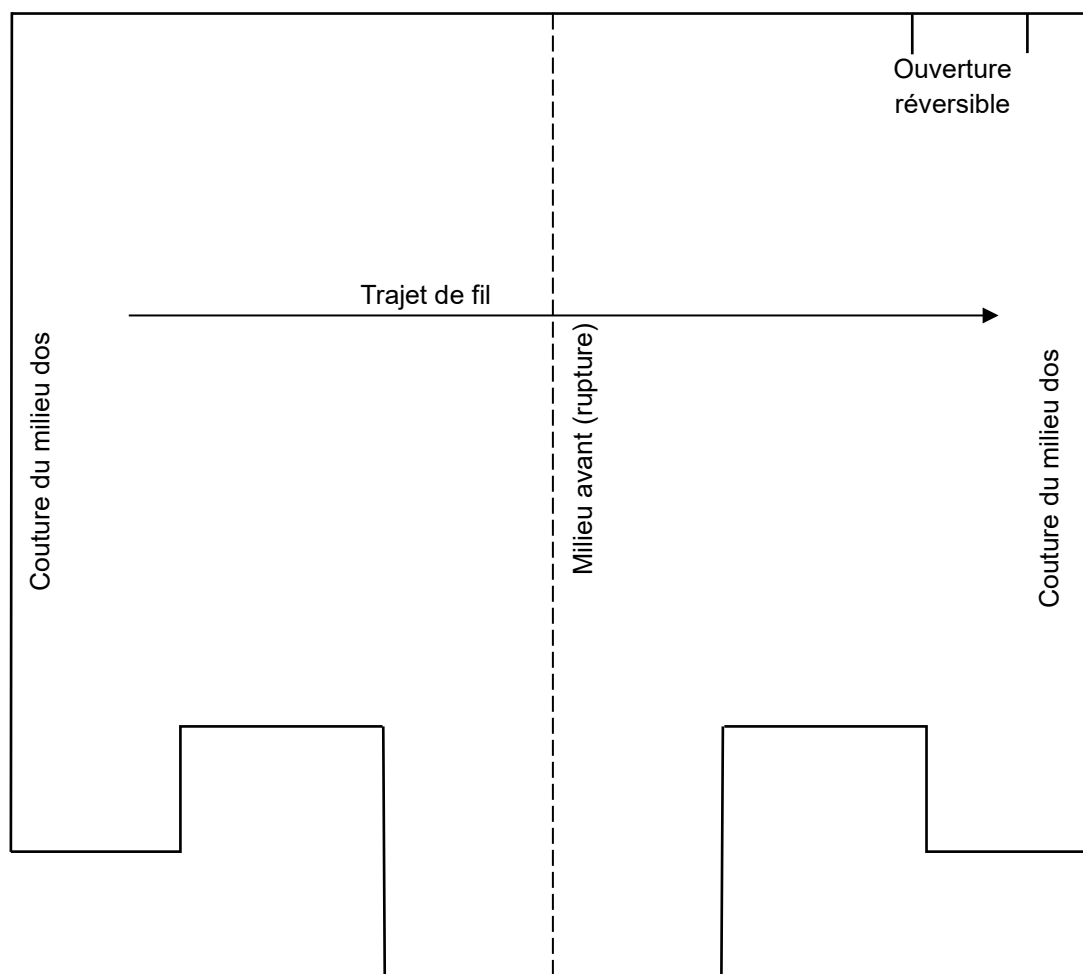 Ouverture
réversible
Trajet de fil
Couture du milieu dos
Milieu avant (rupture)
Couture du milieu dos